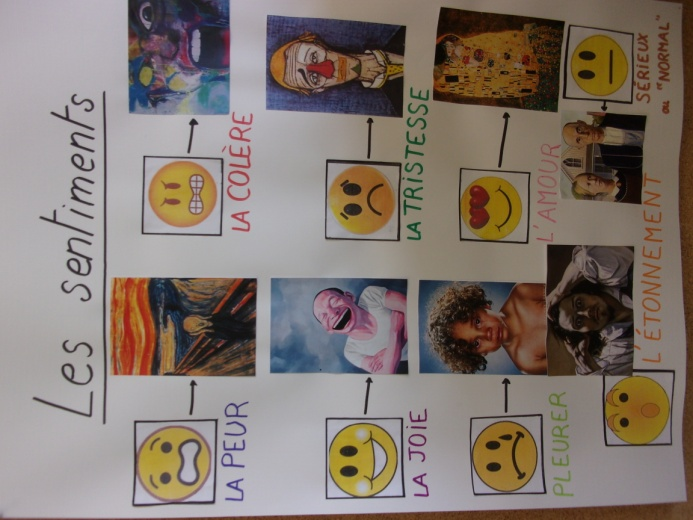 Les sentiments
LA PEUR
LA COLÈRE
LA JOIE
LA TRISTESSE
PLEURER
L'AMOUR
L'ÉTONNEMENT
SÉRIEUX
ou "NORMAL"